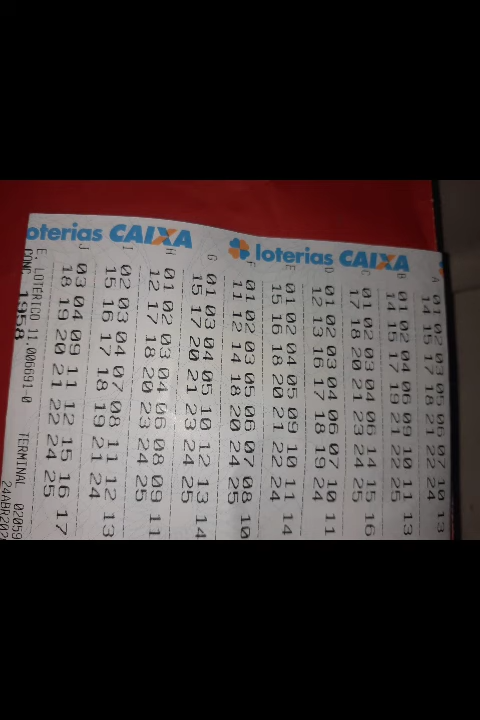 loterias CAIXA
loterias CAIXA
A 01 02 03 05 06 07 10 13
14 15 17 18 21 22 24
B 01 02 04 06 09 10 11 13
14 15 17 19 21 22 25
C 01 02 03 04 06 14 15 16
17 18 20 21 23 24 25
D 01 02 03 04 06 07 10 11
12 13 16 17 18 19 24
E 01 02 04 05 09 10 11 14
15 16 18 20 21 22 24
F 01 02 03 05 06 07 08 10
11 12 14 18 20 24 25
G 01 03 04 05 10 12 13 14
15 17 20 21 23 24 25
H 01 02 03 04 06 08 09 11
12 17 18 20 23 24 25
I 02 03 04 07 08 11 12 13
15 16 17 18 19 21 24
J 03 04 09 11 12 15 16 17
18 19 20 21 22 24 25
E. LOTERICO 11.006691-0 TERMINAL 02059
1958 24ABR202